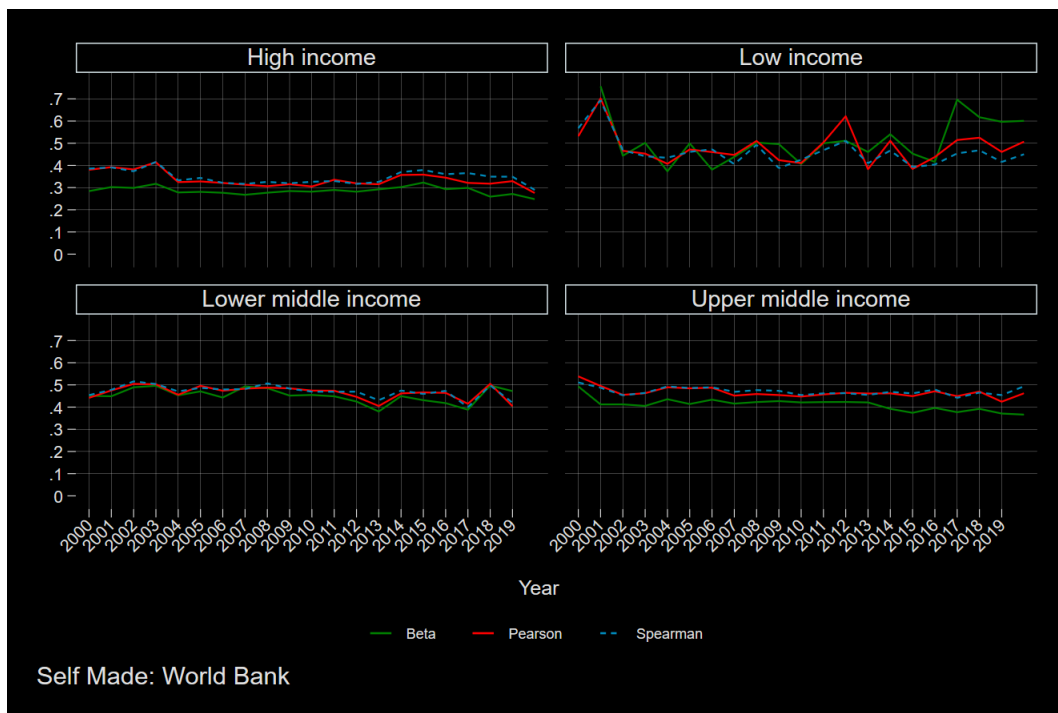 High income
Low income
.7
.6
.5
.4
.3
.2
.1
0
Lower middle income
Upper middle income
.7
.6
.5
.4
.3
.2
.1
0
2000 2001 2002 2003 2004 2005 2006 2007 2008 2009 2010 2011 2012 2013 2014 2015 2016 2017 2018 2019
2000 2001 2002 2003 2004 2005 2006 2007 2008 2009 2010 2011 2012 2013 2014 2015 2016 2017 2018 2019
Year
Beta Pearson Spearman
Self Made: World Bank